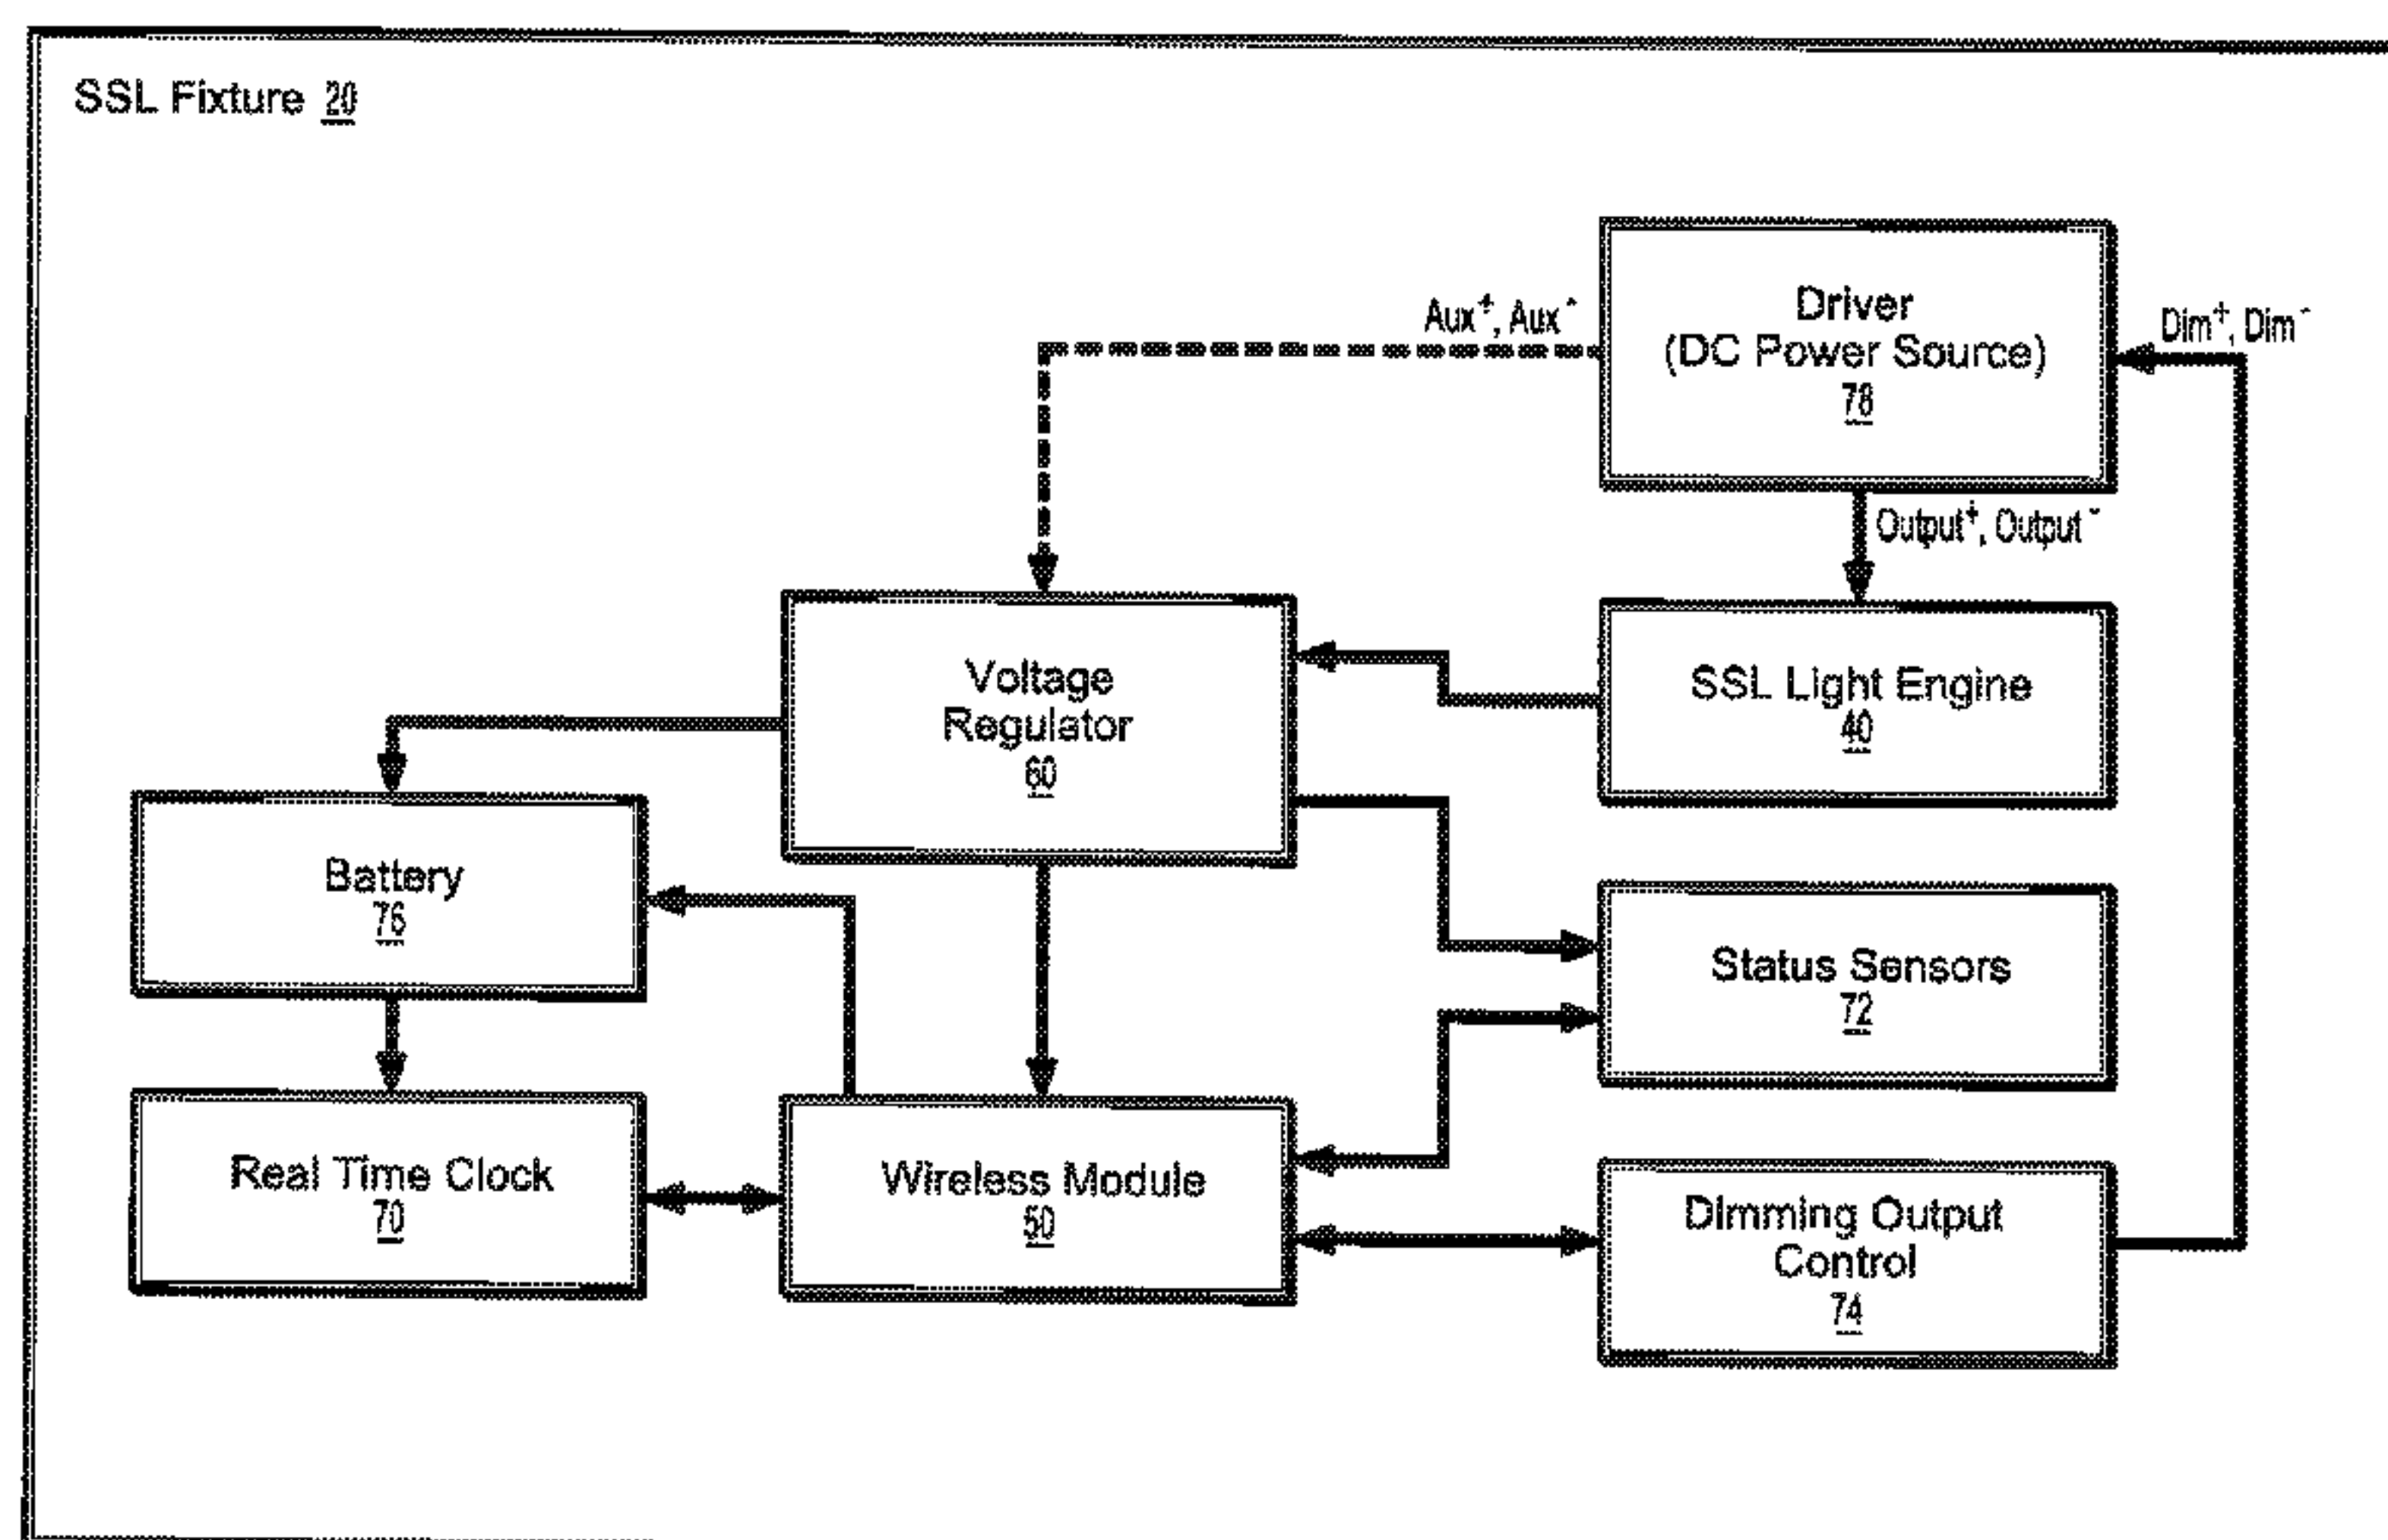 SSL Fixture 20
Driver
(DC Power Source)
78
Aux⁺, Aux⁻
Dim⁺, Dim⁻
Output⁺, Output⁻
Voltage
Regulator
60
SSL Light Engine
40
Battery
76
Status Sensors
72
Real Time Clock
70
Wireless Module
50
Dimming Output
Control
74